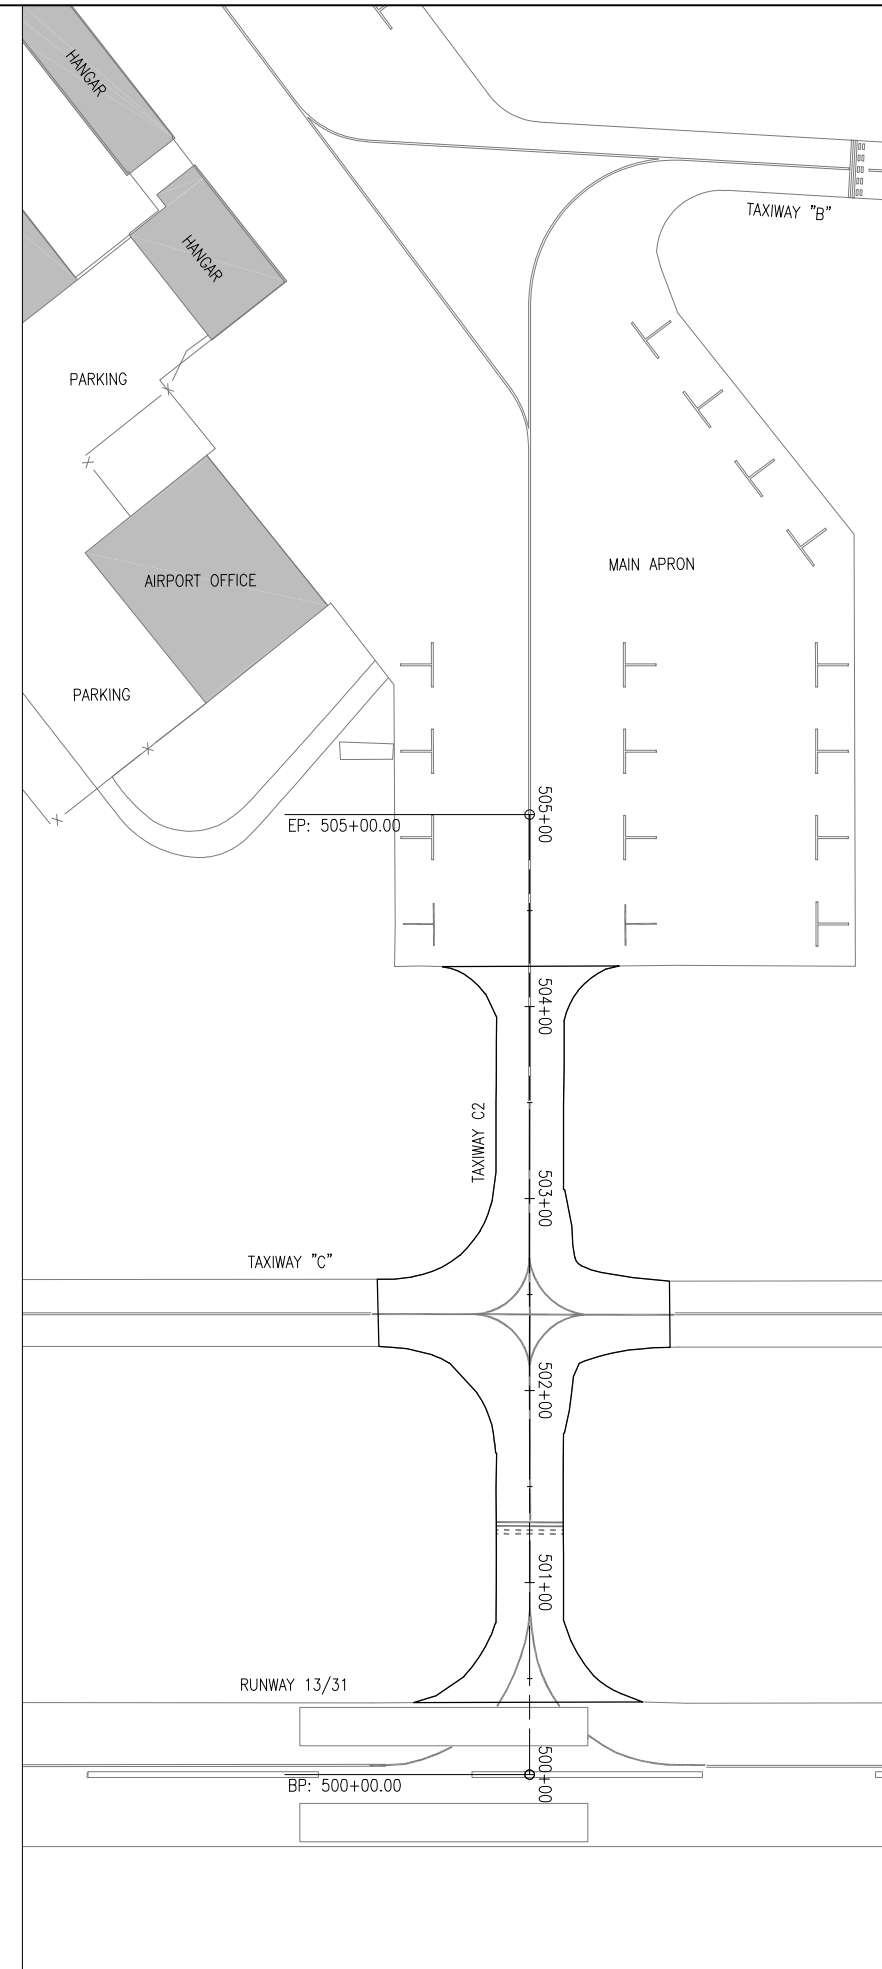 HANGAR
TAXIWAY "B"
HANGAR
PARKING
MAIN APRON
AIRPORT OFFICE
PARKING
505+00
EP: 505+00.00
504+00
TAXIWAY C2
503+00
TAXIWAY "C"
502+00
501+00
RUNWAY 13/31
500+00
BP: 500+00.00